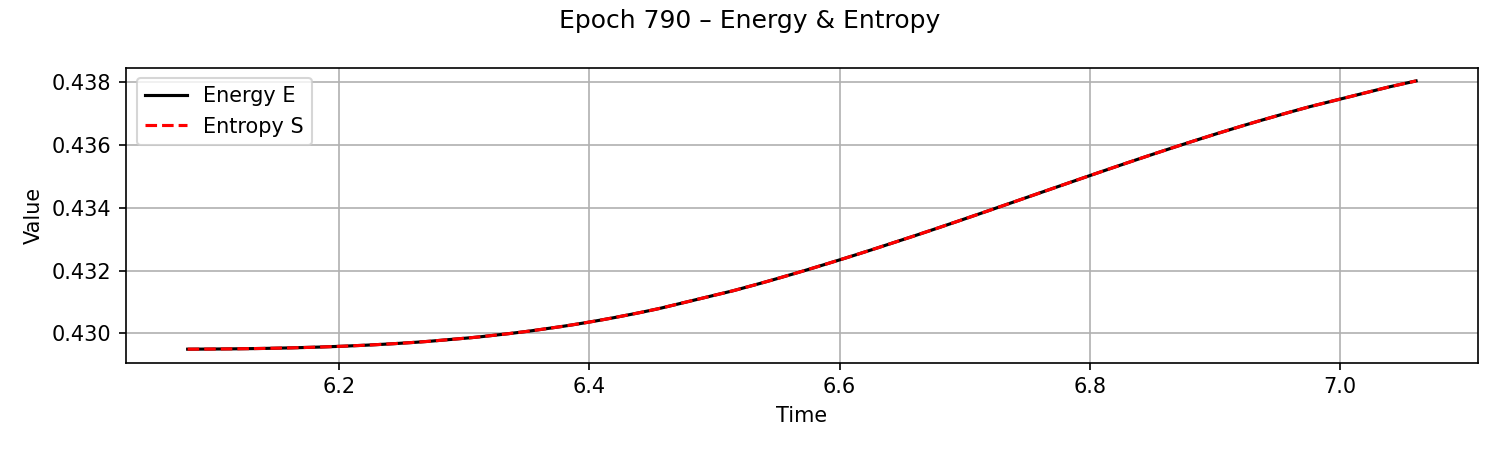 Epoch 790 – Energy & Entropy
Energy E
Entropy S
Value
0.438
0.436
0.434
0.432
0.430
6.2 6.4 6.6 6.8 7.0
Time